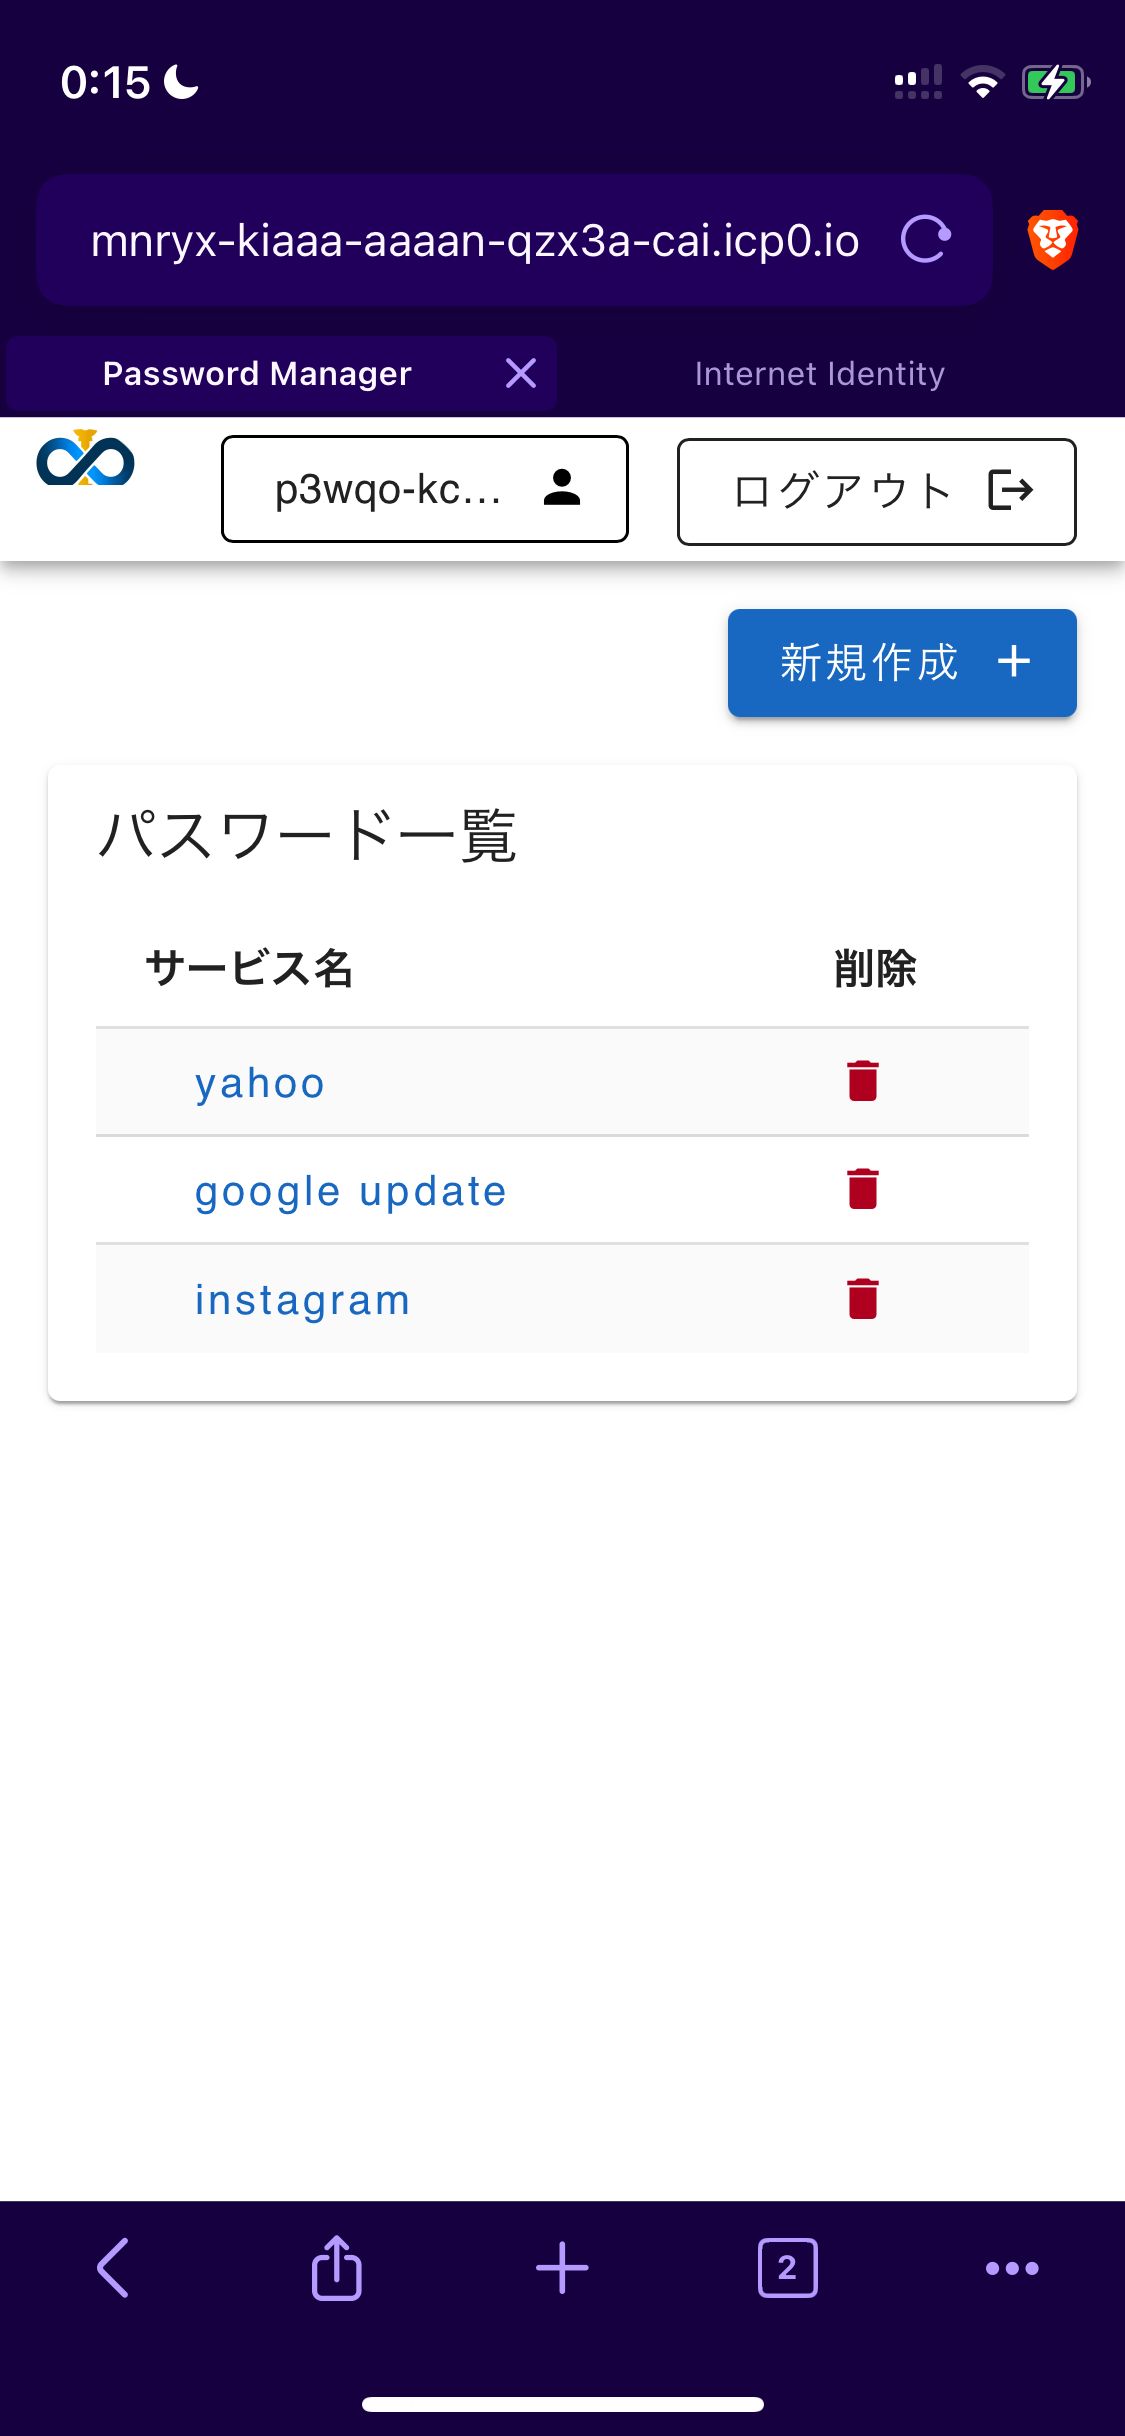 0:15
mnryx-kiaaa-aaaan-qzx3a-cai.icp0.io
Password Manager
Internet Identity
p3wqo-kc...
ログアウト
新規作成
パスワード一覧
サービス名 削除
yahoo
google update
instagram
2